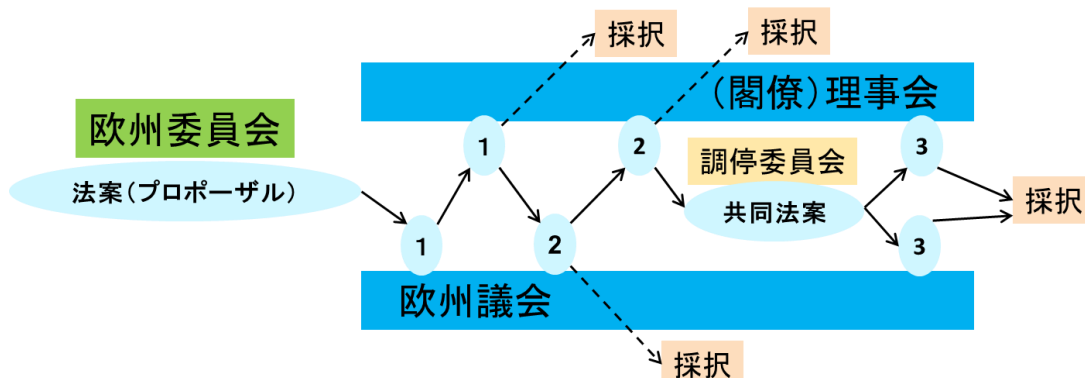 採択
採択
(閣僚)理事会
欧州委員会
法案(プロポーザル)
1
2
調停委員会
3
共同法案
採択
1
2
3
欧州議会
採択